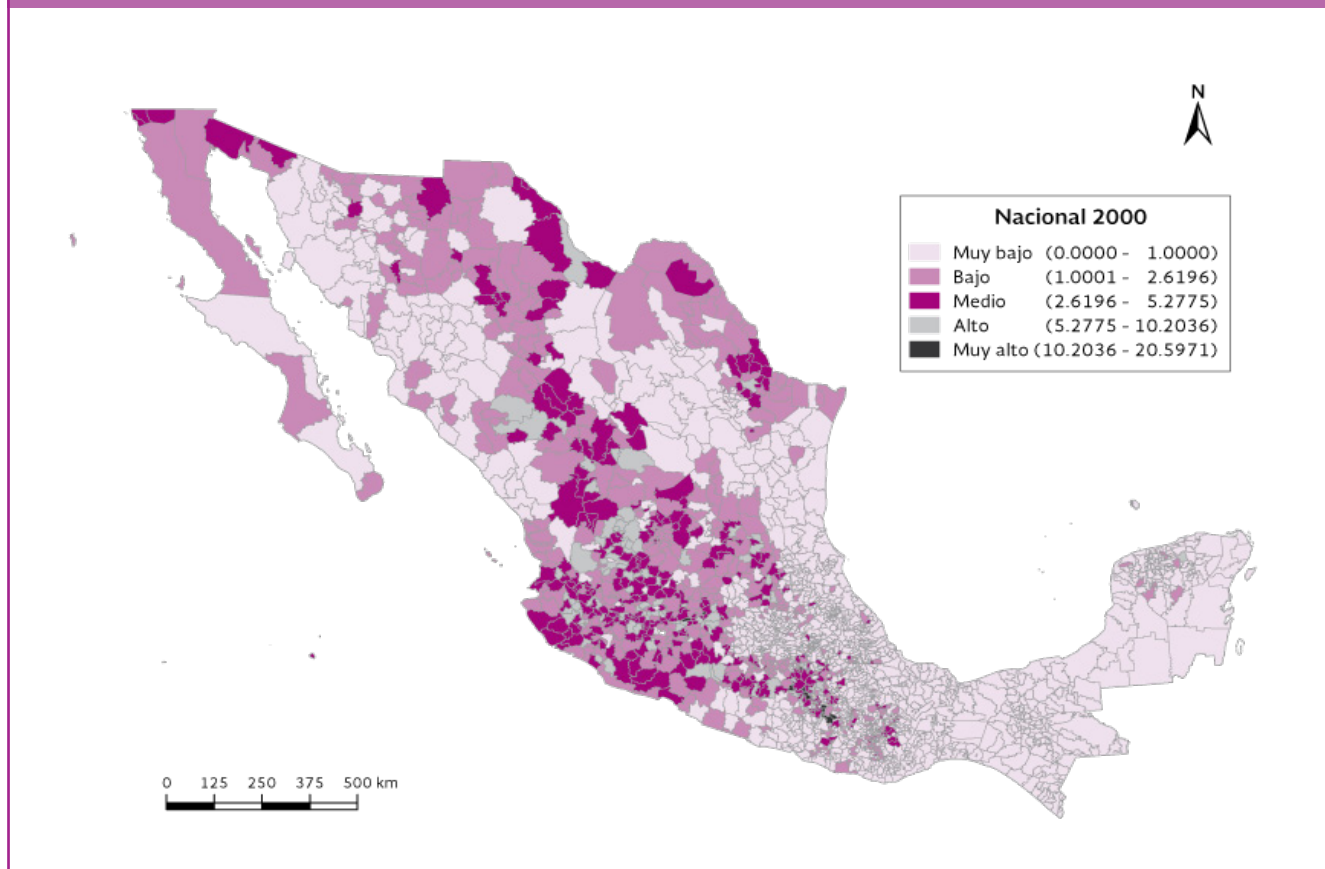 N
Nacional 2000
Muy bajo (0.0000 - 1.0000)
Bajo (1.0001 - 2.6196)
Medio (2.6196 - 5.2775)
Alto (5.2775 - 10.2036)
Muy alto (10.2036 - 20.5971)
0 125 250 375 500 km